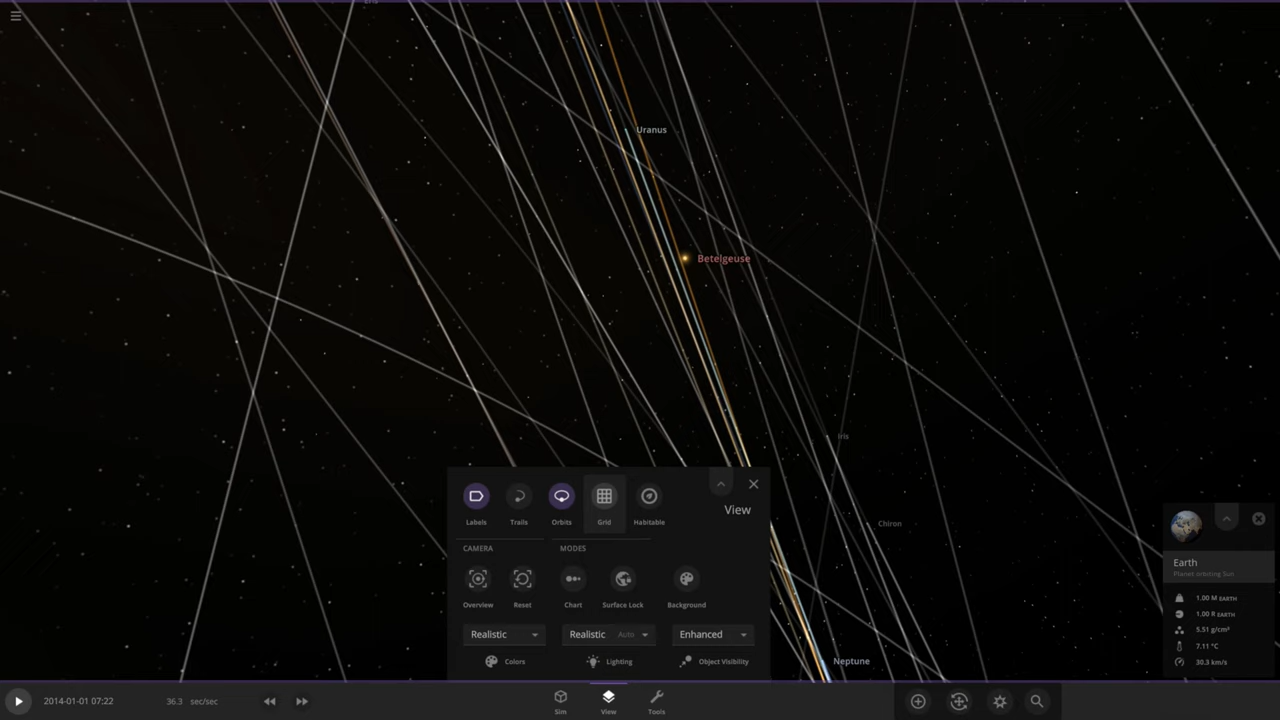 Uranus
Betelgeuse
Iris
Chiron
Neptune
Labels
Trails
Orbits
Grid
Habitable
View
CAMERA
MODES
Overview
Reset
Chart
Surface Lock
Background
Realistic
Realistic Auto
Enhanced
Colors
Lighting
Object Visibility
Earth
Planet orbiting Sun
1.00 M EARTH
1.00 R EARTH
5.51 g/cm³
7.11 °C
30.3 km/s
2014-01-01 07:22
36.3 sec/sec
Sim
View
Tools